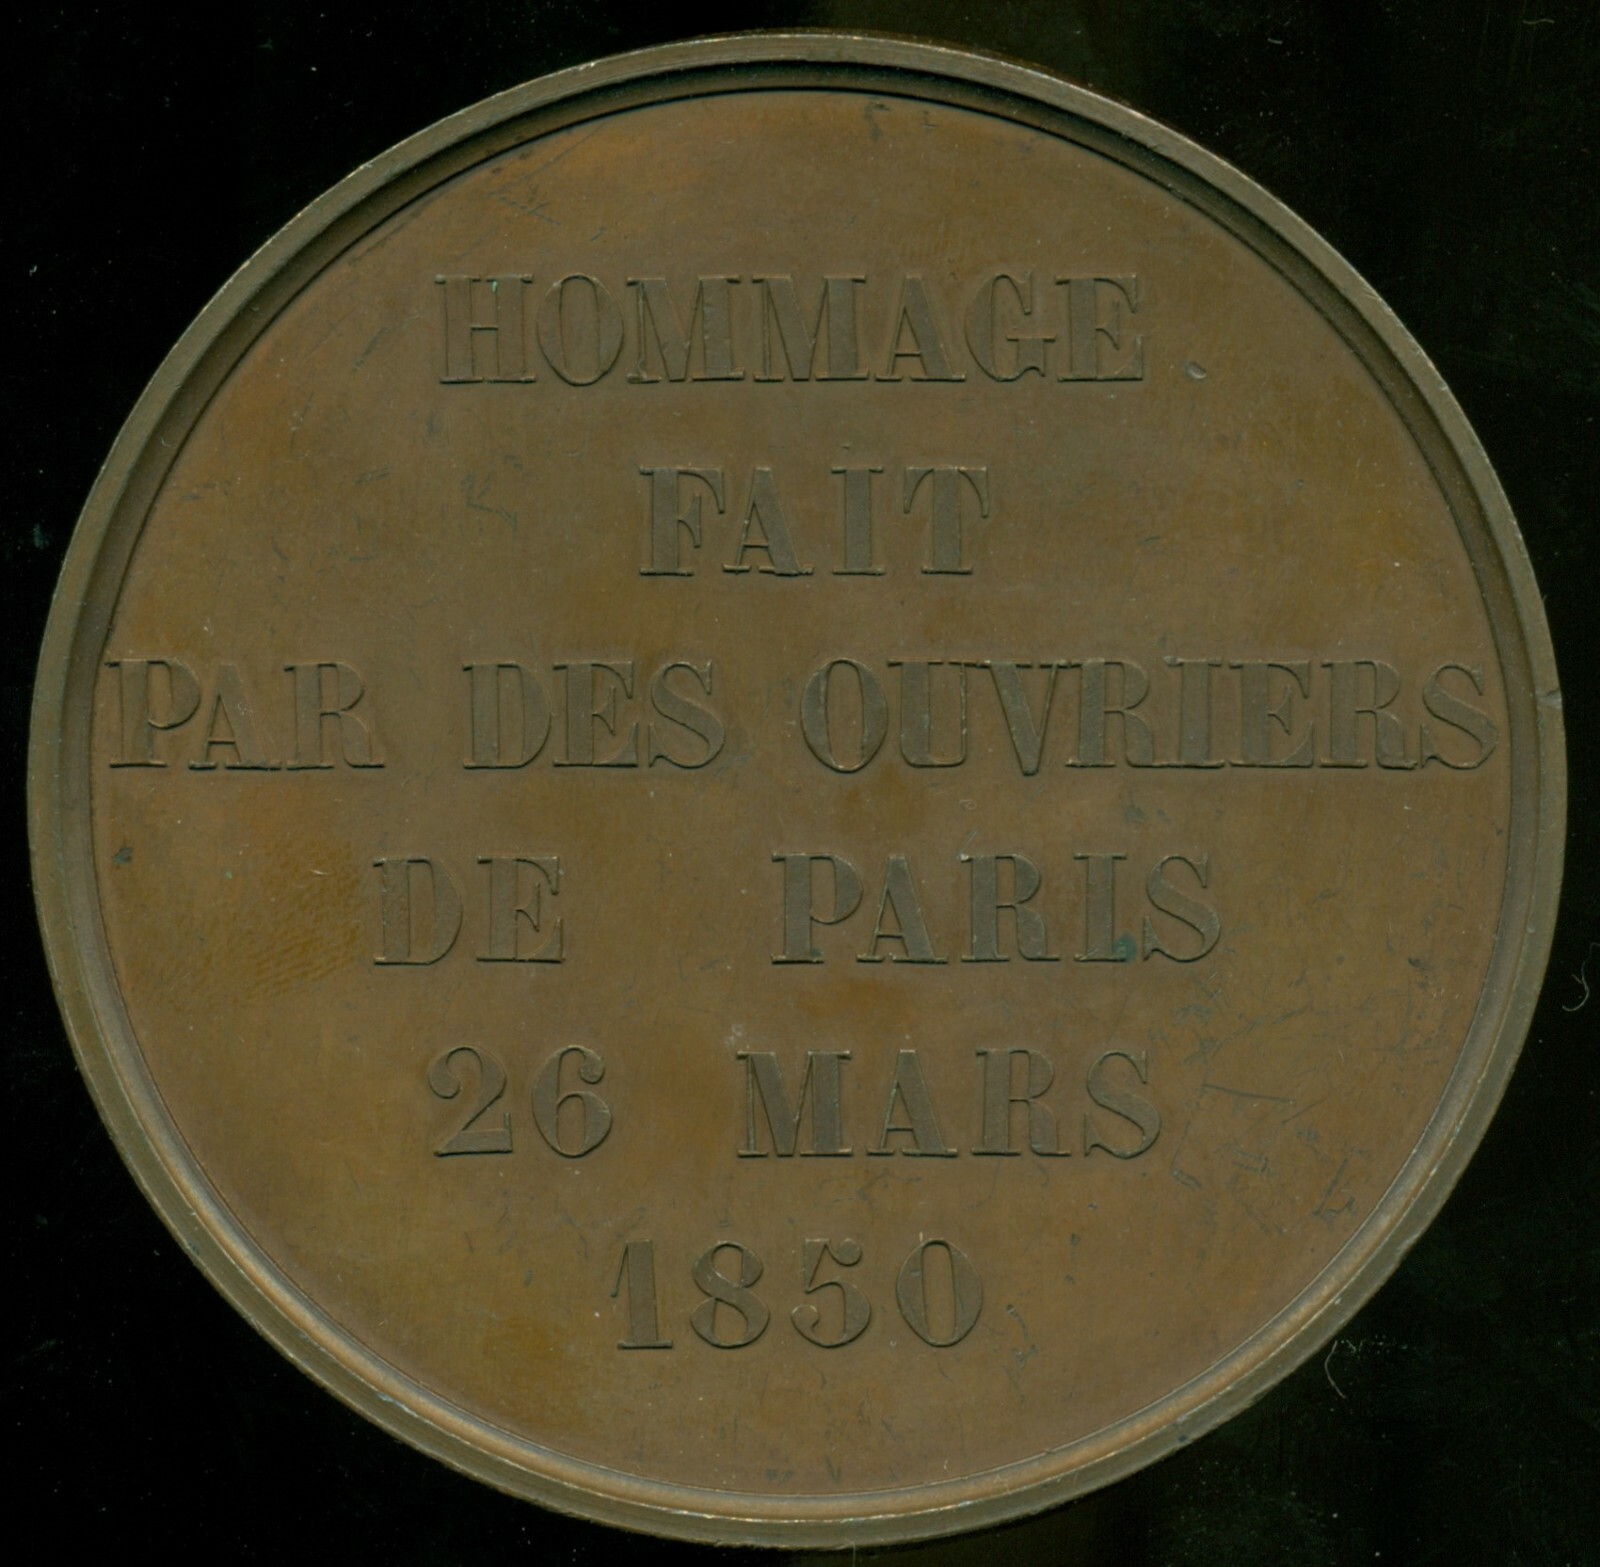 HOMMAGE
FAIT
PAR DES OUVRIERS
DE PARIS
26 MARS
1850